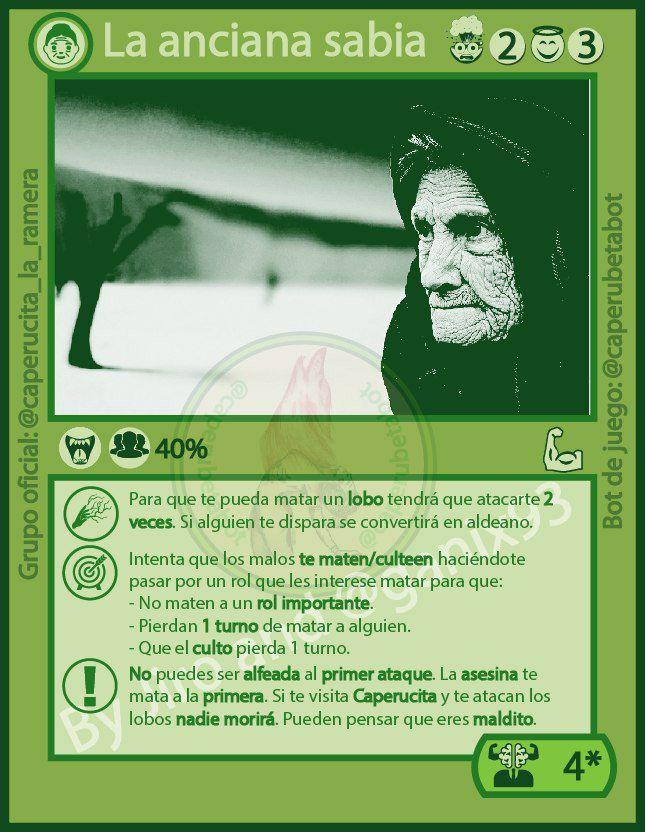 La anciana sabia
2
3
Grupo oficial: @caperucita_la_ramera
Bot de juego: @caperubetabot
40%
Para que te pueda matar un lobo tendrá que atacarte 2
veces. Si alguien te dispara se convertirá en aldeano.
Intenta que los malos te maten/culteen haciéndote
pasar por un rol que les interese matar para que:
- No maten a un rol importante.
- Pierdan 1 turno de matar a alguien.
- Que el culto pierda 1 turno.
No puedes ser alfeada al primer ataque. La asesina te
mata a la primera. Si te visita Caperucita y te atacan los
lobos nadie morirá. Pueden pensar que eres maldito.
4*
By Jiro and @ganix93